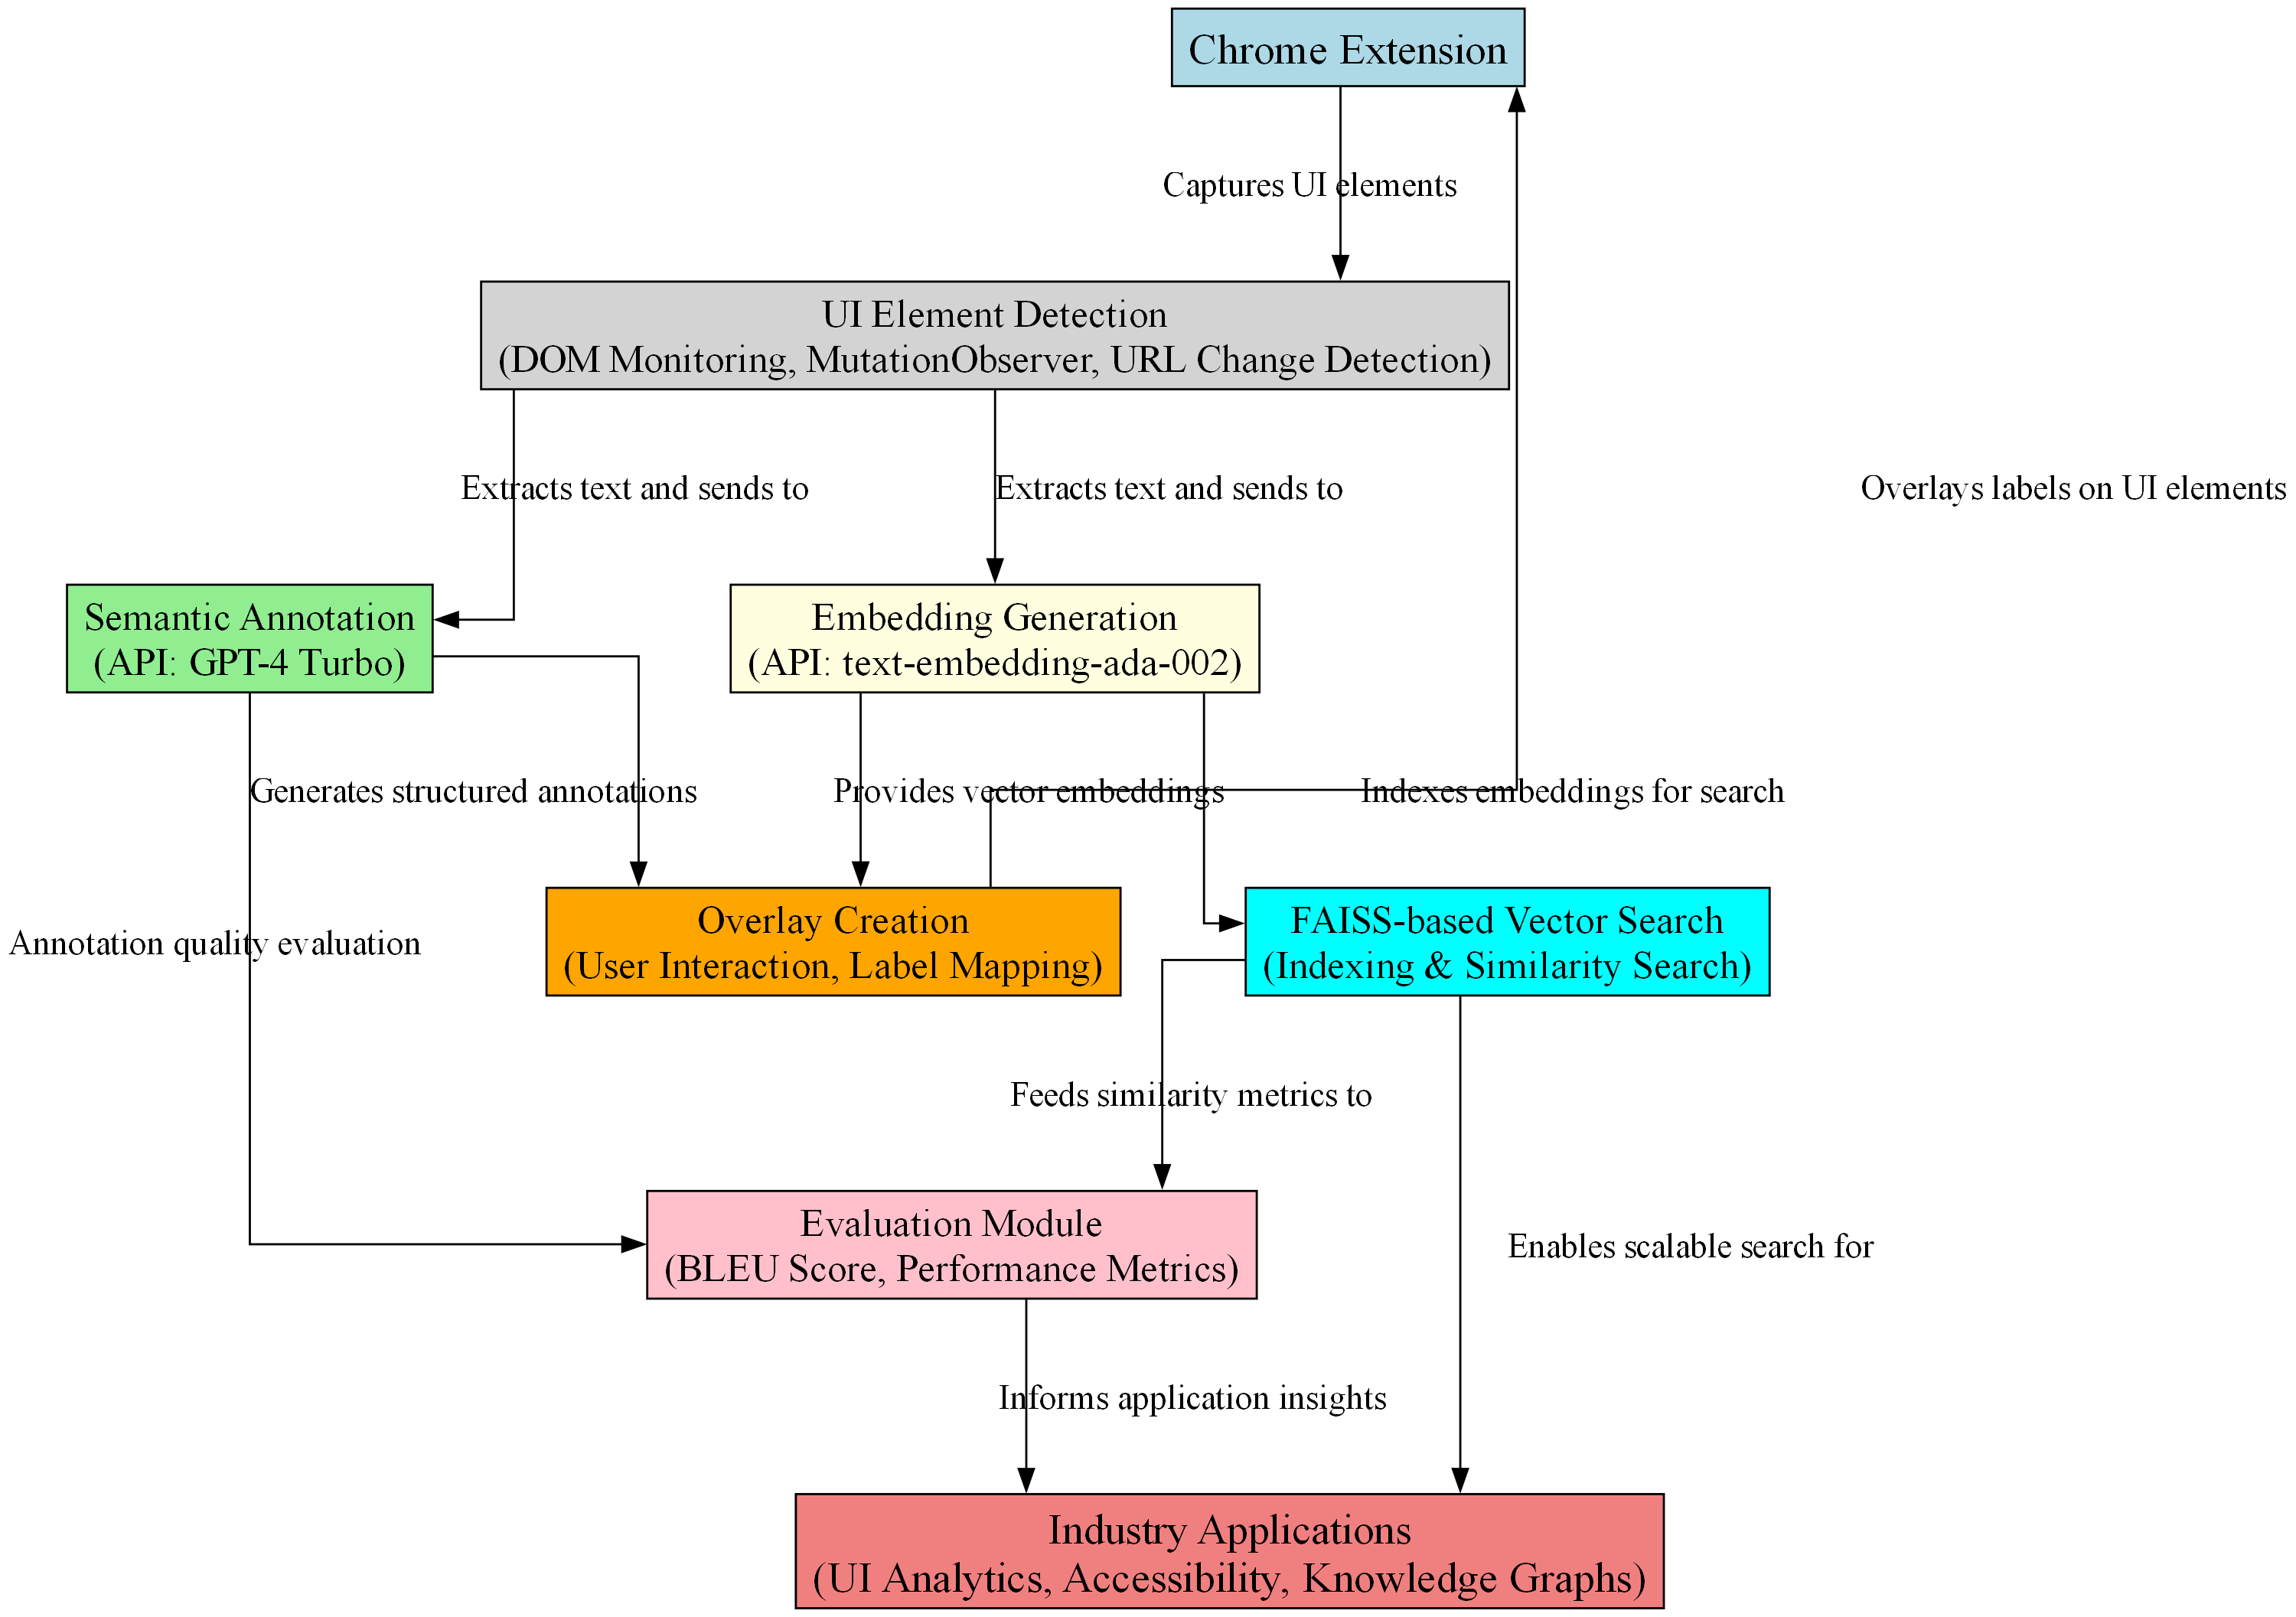 Chrome Extension
Captures UI elements
UI Element Detection
(DOM Monitoring, MutationObserver, URL Change Detection)
Extracts text and sends to
Extracts text and sends to
Overlays labels on UI elements
Semantic Annotation
(API: GPT-4 Turbo)
Embedding Generation
(API: text-embedding-ada-002)
Generates structured annotations
Provides vector embeddings
Indexes embeddings for search
Annotation quality evaluation
Overlay Creation
(User Interaction, Label Mapping)
FAISS-based Vector Search
(Indexing & Similarity Search)
Feeds similarity metrics to
Evaluation Module
(BLEU Score, Performance Metrics)
Enables scalable search for
Informs application insights
Industry Applications
(UI Analytics, Accessibility, Knowledge Graphs)